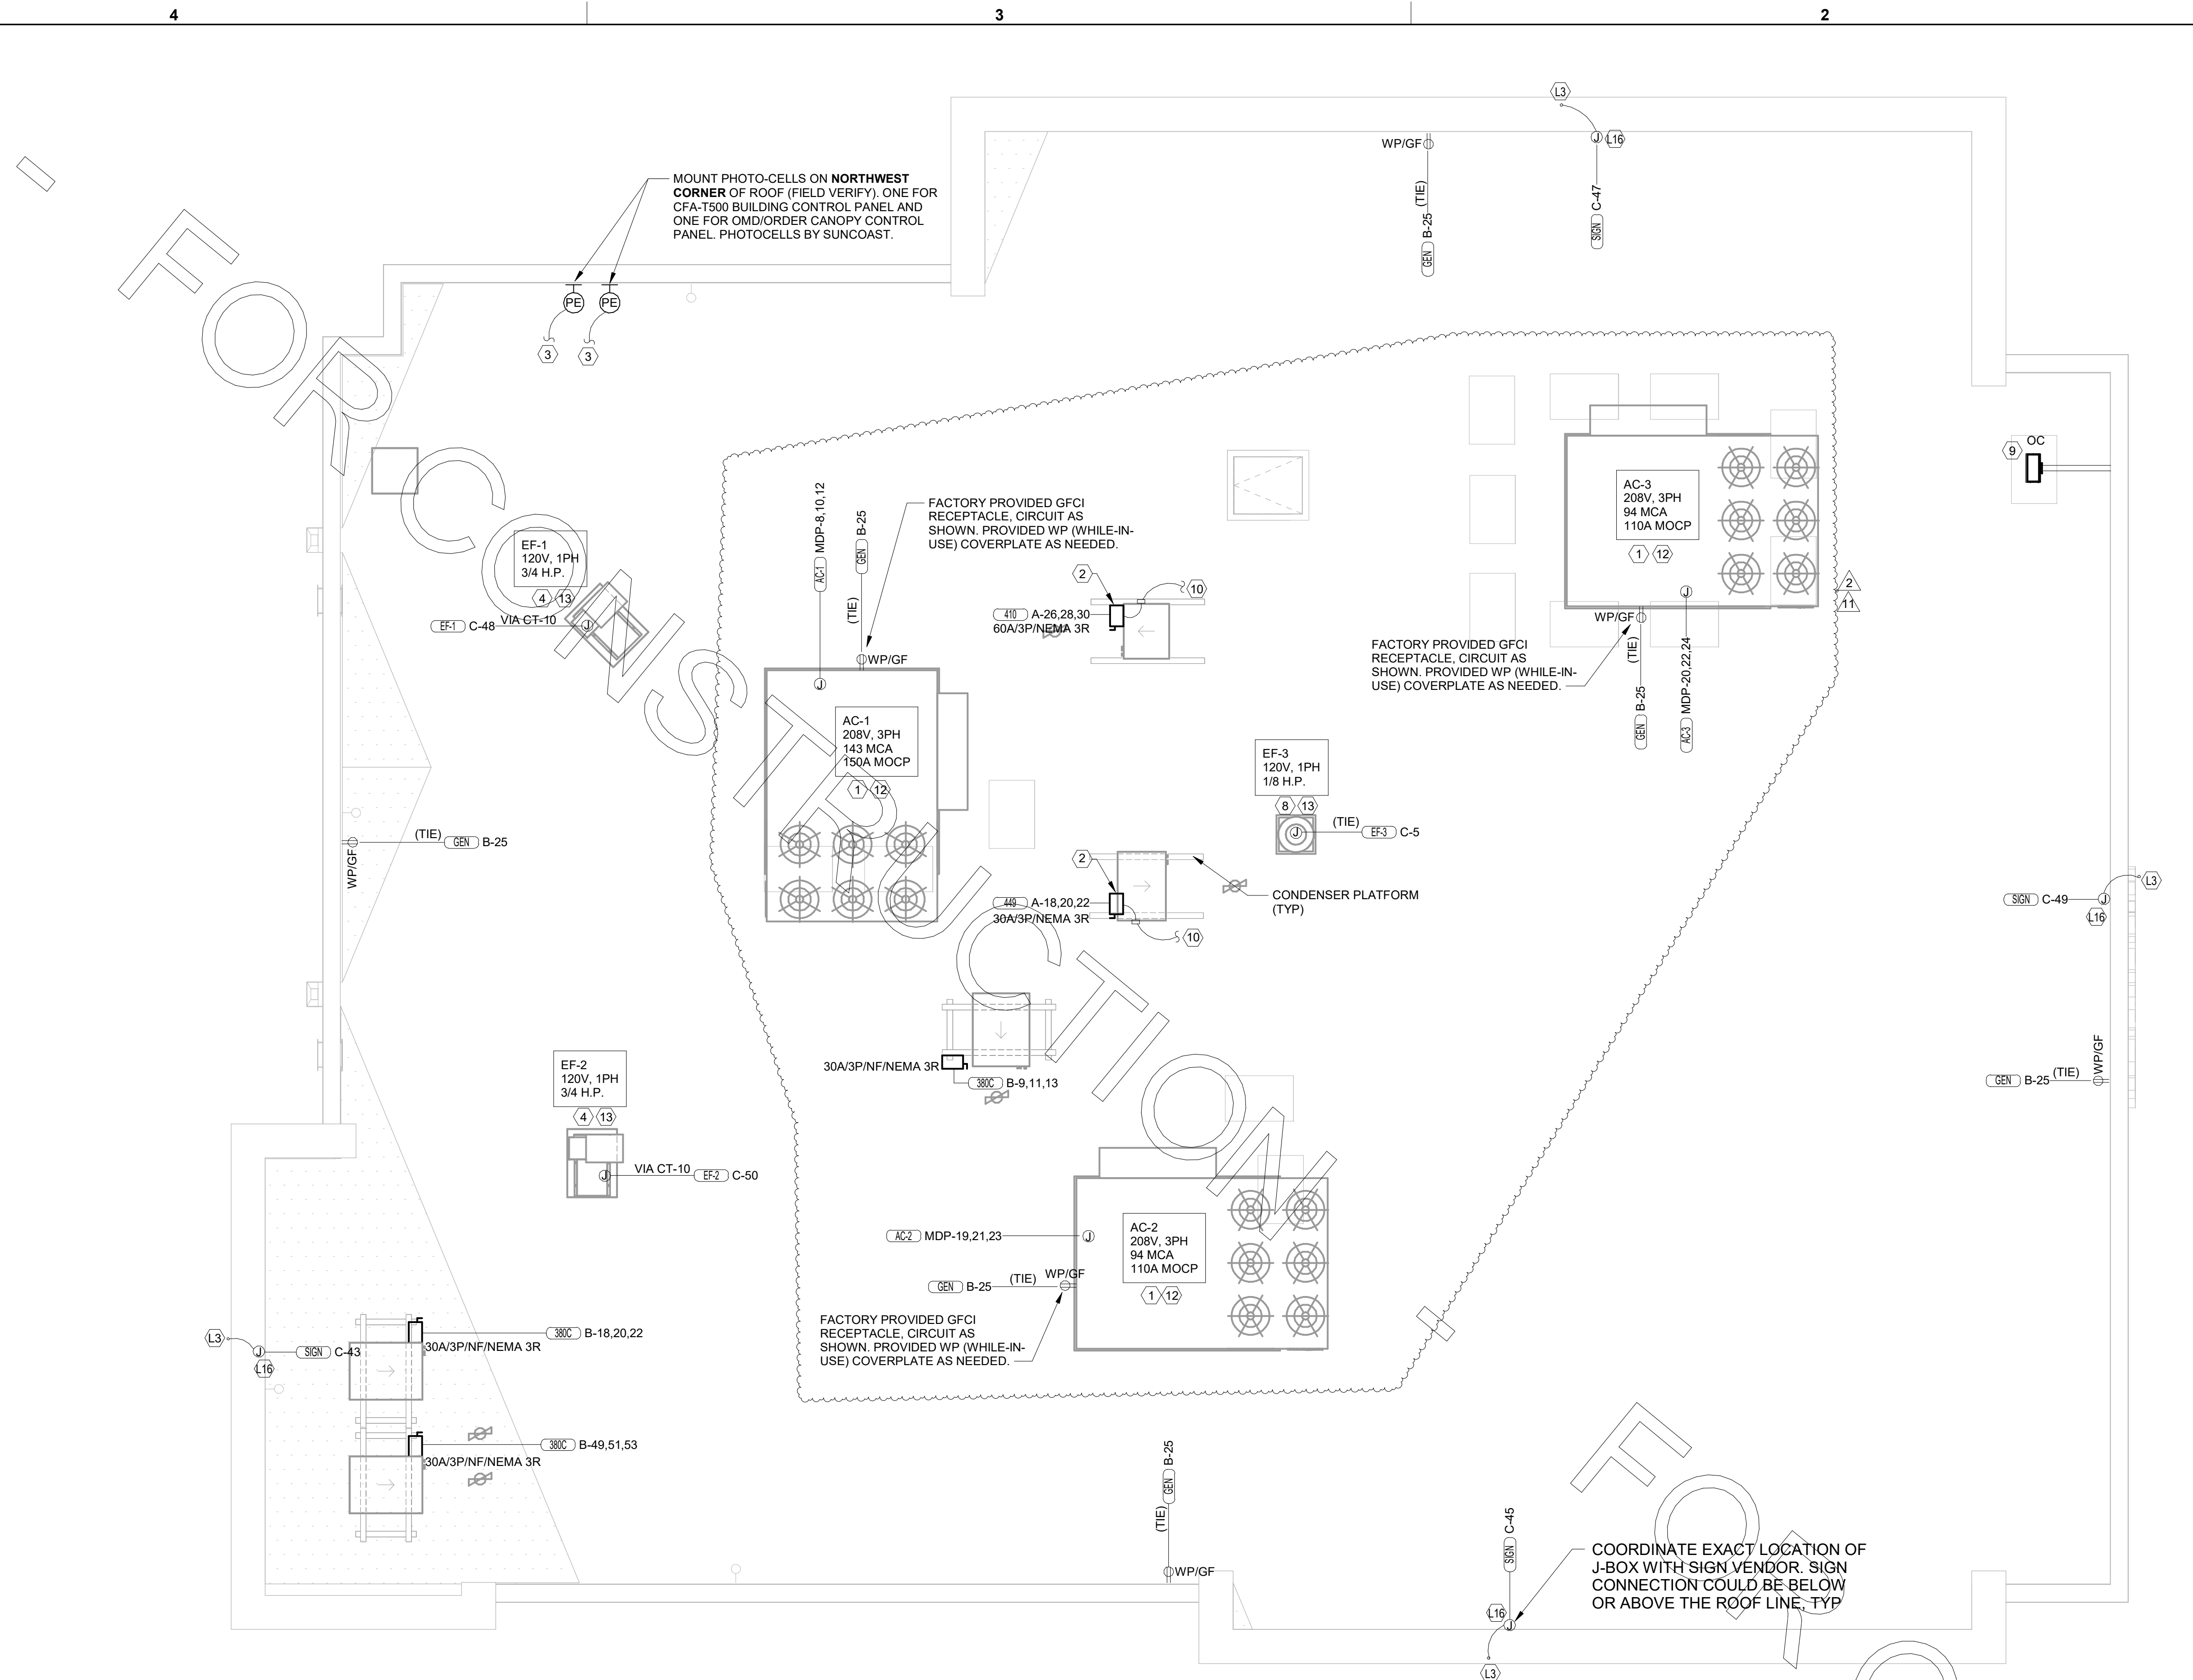 4
3
2
L3
WP/GF
J
L16
(TIE)
GEN B-25
SIGN C-47
MOUNT PHOTO-CELLS ON NORTHWEST
CORNER OF ROOF (FIELD VERIFY). ONE FOR
CFA-T500 BUILDING CONTROL PANEL AND
ONE FOR OMD/ORDER CANOPY CONTROL
PANEL. PHOTOCELLS BY SUNCOAST.
PE
PE
3
3
FOR CONSTRUCTION
OC
9
AC-3
208V, 3PH
94 MCA
110A MOCP
1
12
J
WP/GF
(TIE)
GEN B-25
AC-3 MDP-20,22,24
2
11
FACTORY PROVIDED GFCI
RECEPTACLE, CIRCUIT AS
SHOWN. PROVIDED WP (WHILE-IN-
USE) COVERPLATE AS NEEDED.
AC-1 MDP-8,10,12
GEN B-25
(TIE)
FACTORY PROVIDED GFCI
RECEPTACLE, CIRCUIT AS
SHOWN. PROVIDED WP (WHILE-IN-
USE) COVERPLATE AS NEEDED.
EF-1
120V, 1PH
3/4 H.P.
4
13
EF-1 C-48
VIA CT-10
J
2
10
410 A-26,28,30
60A/3P/NEMA 3R
WP/GF
J
AC-1
208V, 3PH
143 MCA
150A MOCP
1
12
EF-3
120V, 1PH
1/8 H.P.
8
13
J
(TIE)
EF-3 C-5
WP/GF
(TIE)
GEN B-25
2
449 A-18,20,22
30A/3P/NEMA 3R
10
CONDENSER PLATFORM
(TYP)
SIGN C-49
J
L3
L16
30A/3P/NF/NEMA 3R
380C B-9,11,13
GEN B-25
(TIE)
WP/GF
EF-2
120V, 1PH
3/4 H.P.
4
13
J
VIA CT-10
EF-2 C-50
AC-2 MDP-19,21,23
J
AC-2
208V, 3PH
94 MCA
110A MOCP
1
12
GEN B-25
(TIE)
WP/GF
FACTORY PROVIDED GFCI
RECEPTACLE, CIRCUIT AS
SHOWN. PROVIDED WP (WHILE-IN-
USE) COVERPLATE AS NEEDED.
L3
J
L16
SIGN C-43
380C B-18,20,22
30A/3P/NF/NEMA 3R
380C B-49,51,53
30A/3P/NF/NEMA 3R
GEN B-25
(TIE)
WP/GF
SIGN C-45
L16
J
L3
COORDINATE EXACT LOCATION OF
J-BOX WITH SIGN VENDOR. SIGN
CONNECTION COULD BE BELOW
OR ABOVE THE ROOF LINE, TYP
FOR